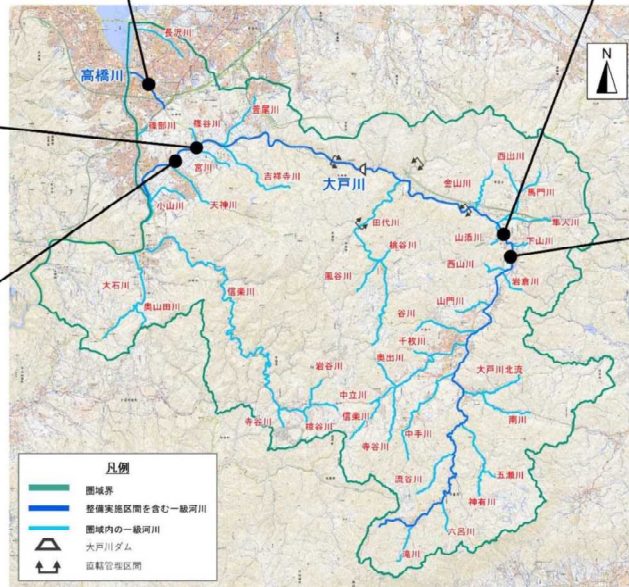 長沢川
高橋川
N
篠部川
篠谷川
豊尾川
宮川
吉祥寺川
天神川
小山川
大戸川
金山川
西山川
馬門川
隼人川
田代川
桃谷川
山添川
下山川
西山川
岩倉川
風谷川
大石川
奥山田川
信楽川
山門川
谷川
千枚川
奥出川
大戸川北流
岩谷川
中立川
信楽川
南川
寺谷川
寺谷川
中手川
五瀬川
流谷川
神有川
六呂川
滝川
凡例
圏域界
整備実施区間を含む一級河川
圏域内の一級河川
大戸川ダム
直轄管理区間